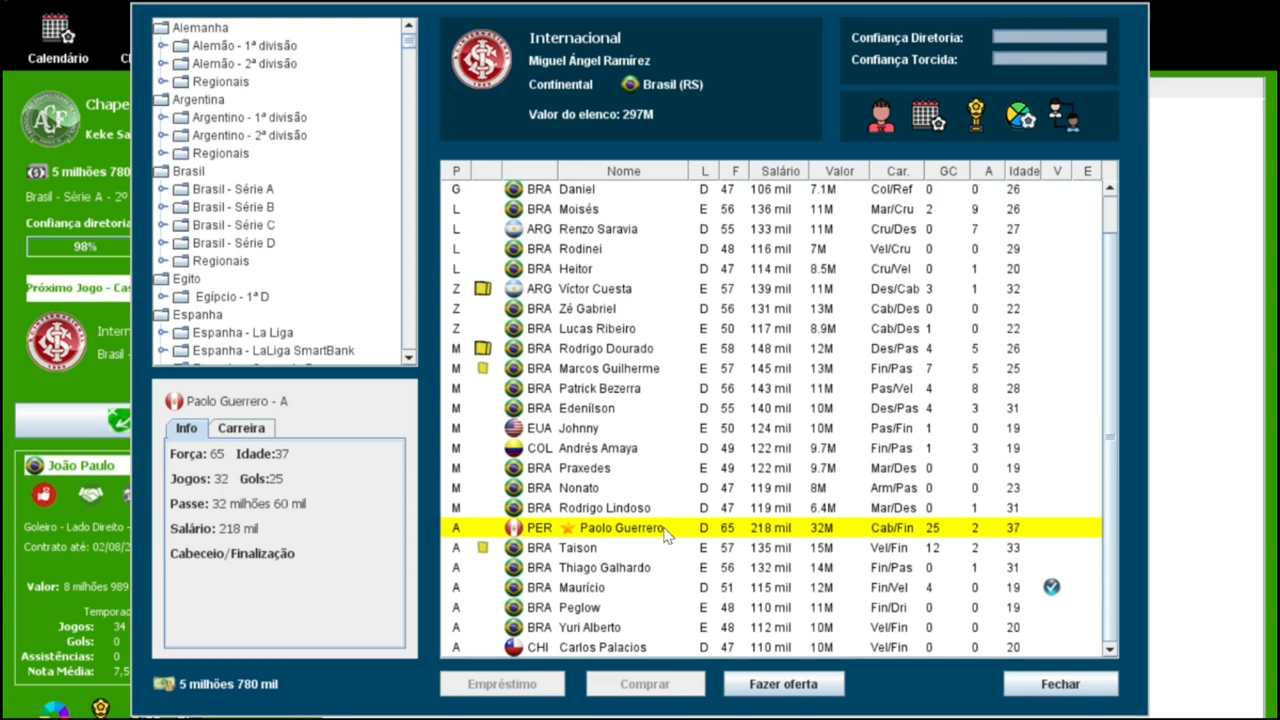 Calendário
Chape
Keke Sa
5 milhões 780
Brasil - Série A - 2º
Confiança diretoria
98%
Próximo Jogo - Cas
Intern
Brasil -
João Paulo
Goleiro - Lado Direito -
Contrato até: 02/08/2
Valor: 8 milhões 989
Temporad
Jogos: 34
Gols: 0
Assistências: 0
Nota Média: 7,5
Alemanha
Alemão - 1ª divisão
Alemão - 2ª divisão
Regionais
Argentina
Argentino - 1ª divisão
Argentino - 2ª divisão
Regionais
Brasil
Brasil - Série A
Brasil - Série B
Brasil - Série C
Brasil - Série D
Regionais
Egito
Egípcio - 1ª D
Espanha
Espanha - La Liga
Espanha - LaLiga SmartBank
Paolo Guerrero - A
Info Carreira
Força: 65 Idade:37
Jogos: 32 Gols:25
Passe: 32 milhões 60 mil
Salário: 218 mil
Cabeceio/Finalização
5 milhões 780 mil
Internacional
Miguel Ángel Ramírez
Continental Brasil (RS)
Valor do elenco: 297M
Confiança Diretoria:
Confiança Torcida:
P Nome L F Salário Valor Car. GC A Idade V E
G BRA Daniel D 47 106 mil 7.1M Col/Ref 0 0 26
L BRA Moisés E 56 136 mil 11M Mar/Cru 2 9 26
L ARG Renzo Saravia D 55 133 mil 11M Cru/Des 0 7 27
L BRA Rodinei D 48 116 mil 7M Vel/Cru 0 0 29
L BRA Heitor D 47 114 mil 8.5M Cru/Vel 0 1 20
Z ARG Víctor Cuesta E 57 139 mil 11M Des/Cab 3 1 32
Z BRA Zé Gabriel D 56 131 mil 13M Cab/Des 0 0 22
Z BRA Lucas Ribeiro E 50 117 mil 8.9M Cab/Des 1 0 22
M BRA Rodrigo Dourado E 58 148 mil 12M Des/Pas 4 5 26
M BRA Marcos Guilherme E 57 145 mil 13M Fin/Pas 7 5 25
M BRA Patrick Bezerra D 56 143 mil 11M Pas/Vel 4 8 28
M BRA Edenílson D 55 140 mil 10M Des/Pas 4 3 31
M EUA Johnny E 50 124 mil 10M Pas/Fin 1 0 19
M COL Andrés Amaya D 49 122 mil 9.7M Fin/Pas 1 3 19
M BRA Praxedes E 49 122 mil 9.7M Mar/Des 0 1 19
M BRA Nonato D 47 119 mil 8M Arm/Pas 0 0 23
M BRA Rodrigo Lindoso D 47 119 mil 6.4M Mar/Des 0 1 31
A PER Paolo Guerrero D 65 218 mil 32M Cab/Fin 25 2 37
A BRA Taison E 57 135 mil 15M Vel/Fin 12 2 33
A BRA Thiago Galhardo E 56 132 mil 14M Fin/Pas 0 1 31
A BRA Maurício D 51 115 mil 12M Fin/Vel 4 0 19
A BRA Peglow E 48 110 mil 11M Fin/Dri 0 0 19
A BRA Yuri Alberto E 48 112 mil 10M Vel/Fin 0 0 20
A CHI Carlos Palacios D 47 110 mil 10M Vel/Fin 0 0 20
Empréstimo
Comprar
Fazer oferta
Fechar